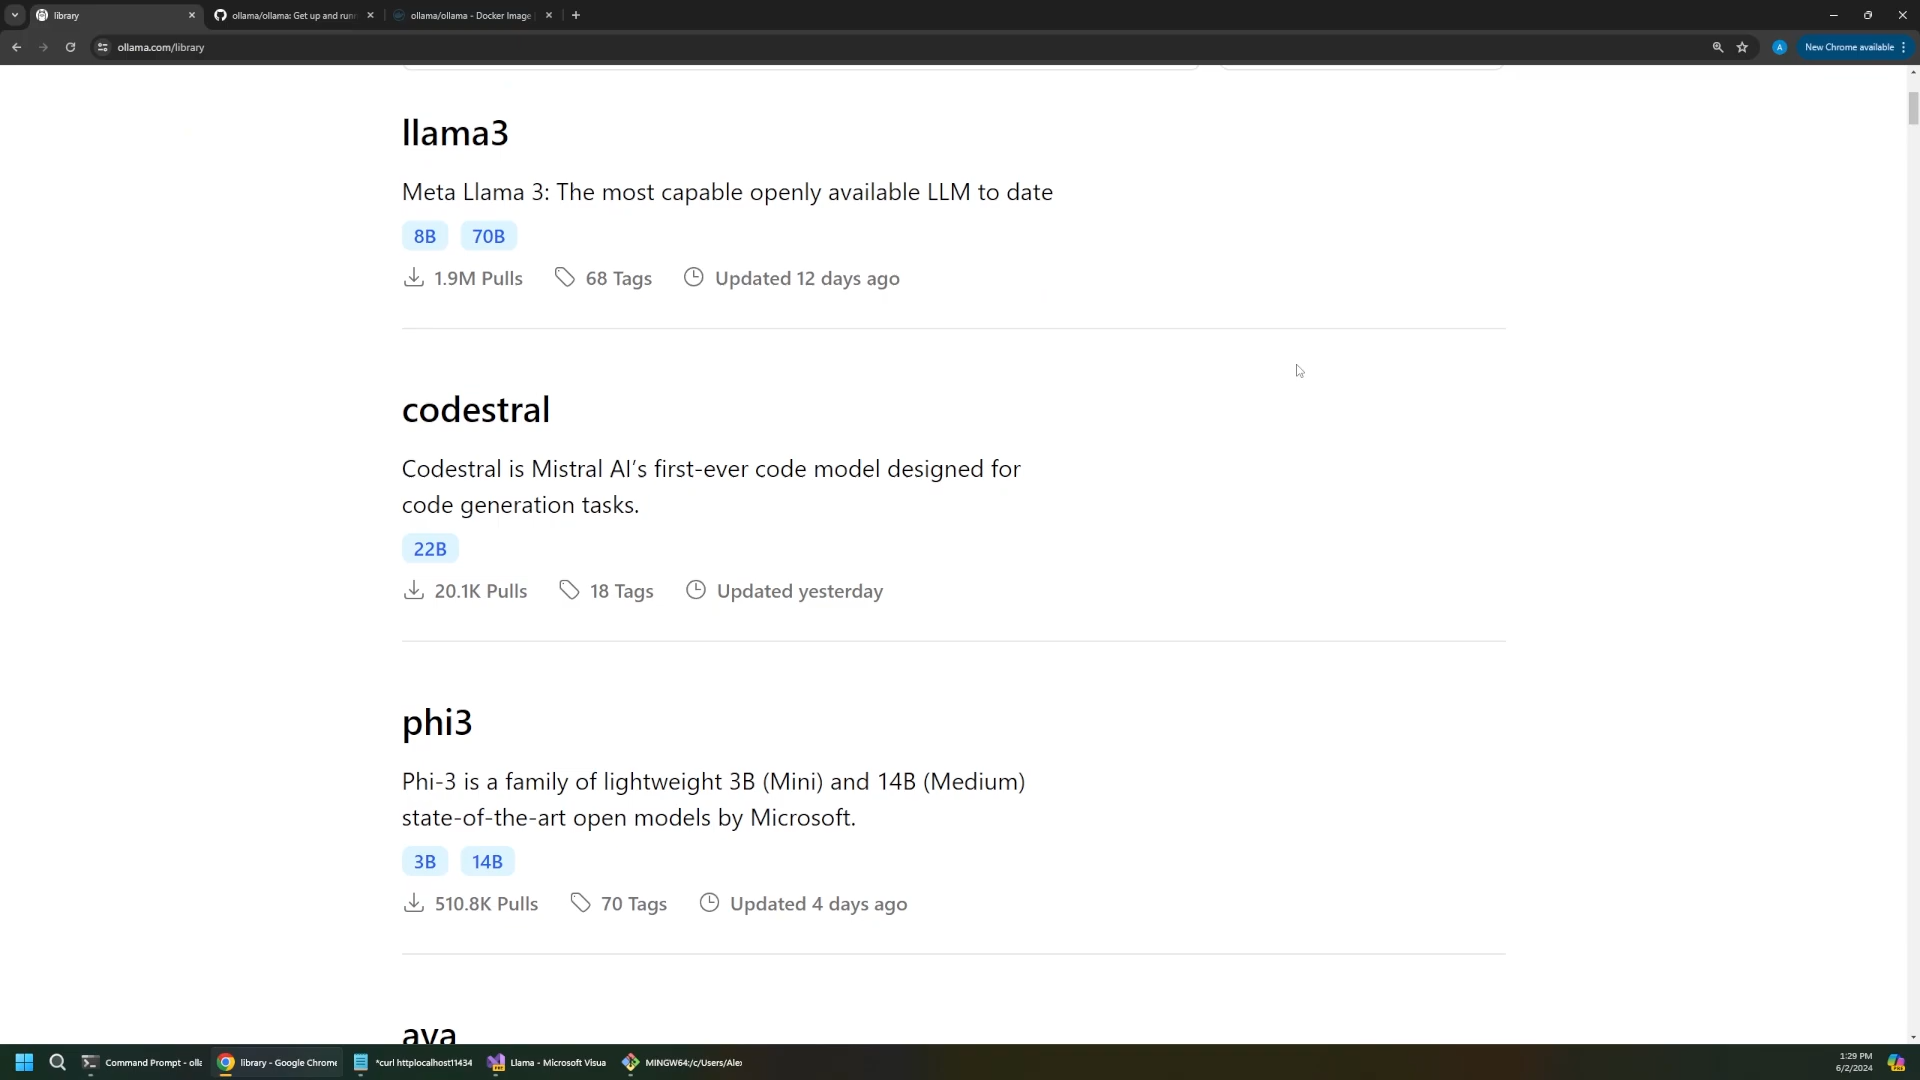 library
ollama/ollama: Get up and runn
ollama/ollama - Docker Image
ollama.com/library
A
New Chrome available
llama3
Meta Llama 3: The most capable openly available LLM to date
8B 70B
1.9M Pulls 68 Tags Updated 12 days ago
codestral
Codestral is Mistral AI's first-ever code model designed for
code generation tasks.
22B
20.1K Pulls 18 Tags Updated yesterday
phi3
Phi-3 is a family of lightweight 3B (Mini) and 14B (Medium)
state-of-the-art open models by Microsoft.
3B 14B
510.8K Pulls 70 Tags Updated 4 days ago
aya
Command Prompt - olla
library - Google Chrome
*curl httplocalhost11434
Llama - Microsoft Visua
MINGW64:/c/Users/Alex
1:29 PM
6/2/2024